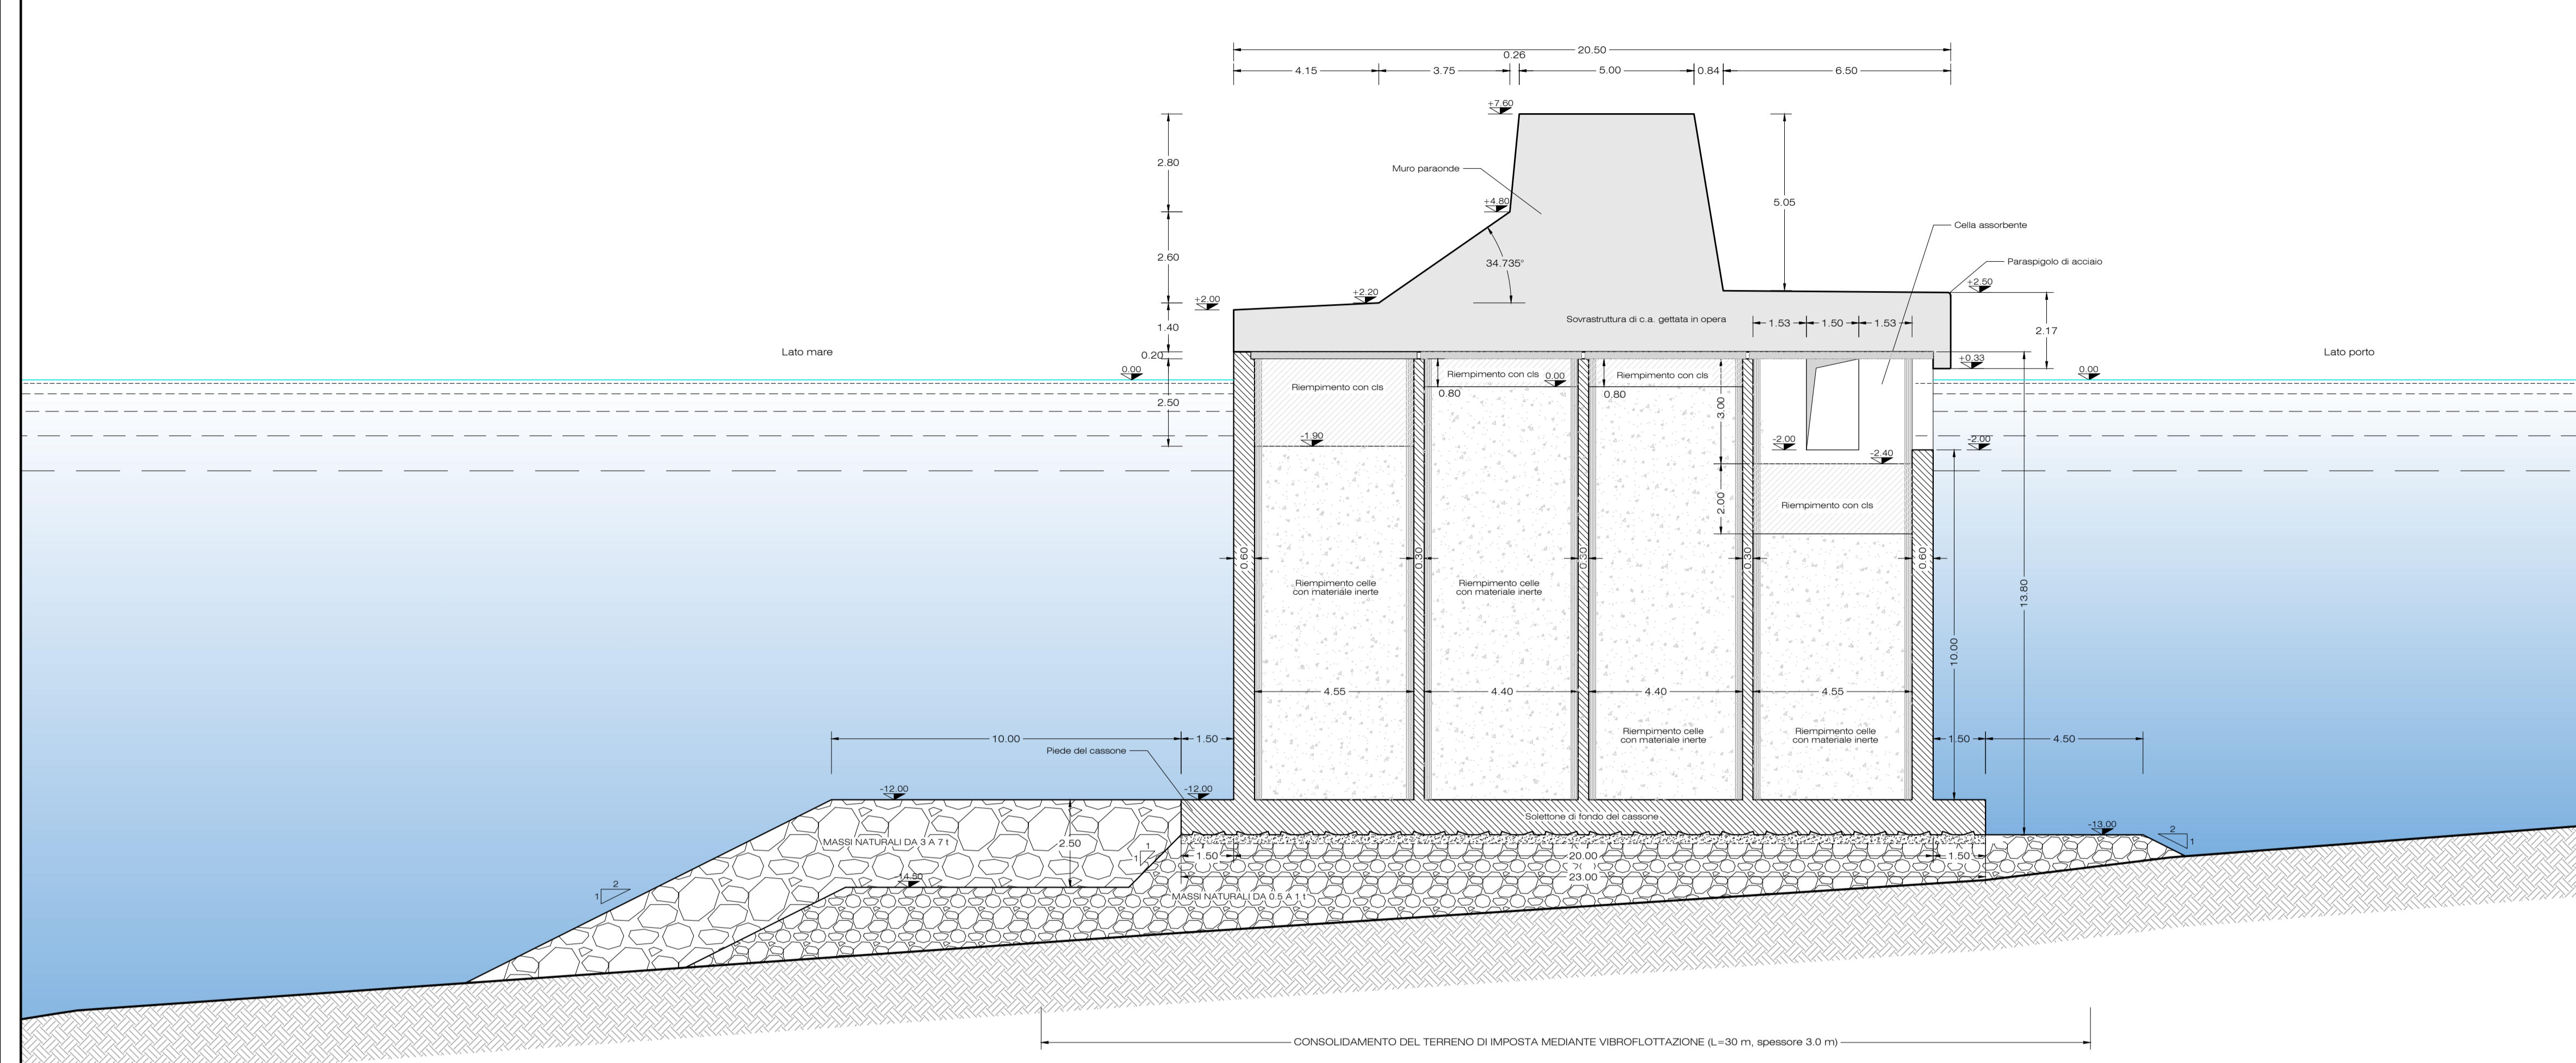 20.50
0.26
4.15
3.75
5.00
0.84
6.50
+7.60
2.80
Muro paraonde
+4.80
5.05
Cella assorbente
2.60
34.735°
Paraspigolo di acciaio
+2.50
+2.00
+2.20
Sovrastruttura di c.a. gettata in opera
1.53
1.50
1.53
1.40
2.17
Lato mare
0.20
Lato porto
+0.33
0.00
Riempimento con cls
Riempimento con cls
0.00
Riempimento con cls
0.00
2.50
0.80
0.80
3.00
-1.90
-2.00
-2.00
-2.40
2.00
Riempimento con cls
0.60
0.30
0.30
0.30
0.60
Riempimento celle
con materiale inerte
Riempimento celle
con materiale inerte
13.80
10.00
4.55
4.40
4.40
4.55
Riempimento celle
con materiale inerte
Riempimento celle
con materiale inerte
10.00
1.50
1.50
4.50
Piede del cassone
-12.00
-12.00
Solettone di fondo del cassone
-13.00
2
1
MASSI NATURALI DA 3 A 7 t
2.50
1
1
1.50
20.00
1.50
-14.50
23.00
2
1
MASSI NATURALI DA 0.5 A 1 t
CONSOLIDAMENTO DEL TERRENO DI IMPOSTA MEDIANTE VIBROFLOTTAZIONE (L=30 m, spessore 3.0 m)